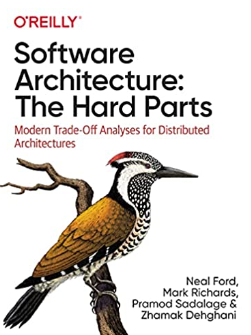 O'REILLY®
Software
Architecture:
The Hard Parts
Modern Trade-Off Analyses for Distributed
Architectures
Neal Ford,
Mark Richards,
Pramod Sadalage &
Zhamak Dehghani